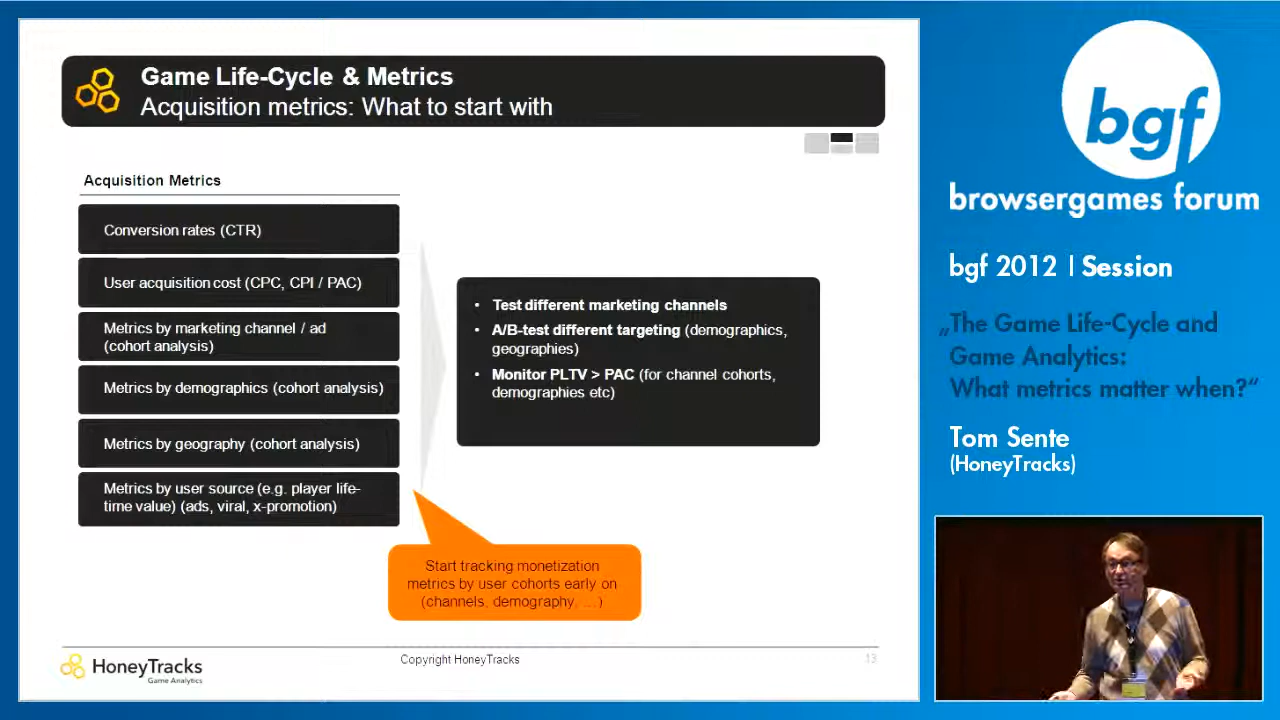 Game Life-Cycle & Metrics
Acquisition metrics: What to start with
Acquisition Metrics
Conversion rates (CTR)
User acquisition cost (CPC, CPI / PAC)
Metrics by marketing channel / ad
(cohort analysis)
Metrics by demographics (cohort analysis)
Metrics by geography (cohort analysis)
Metrics by user source (e.g. player life-
time value) (ads, viral, x-promotion)
• Test different marketing channels
• A/B-test different targeting (demographics,
geographies)
• Monitor PLTV > PAC (for channel cohorts,
demographies etc)
Start tracking monetization
metrics by user cohorts early on
(channels, demography, …)
HoneyTracks
Game Analytics
Copyright HoneyTracks
13
bgf
browsergames forum
bgf 2012 | Session
„The Game Life-Cycle and
Game Analytics:
What metrics matter when?“
Tom Sente
(HoneyTracks)